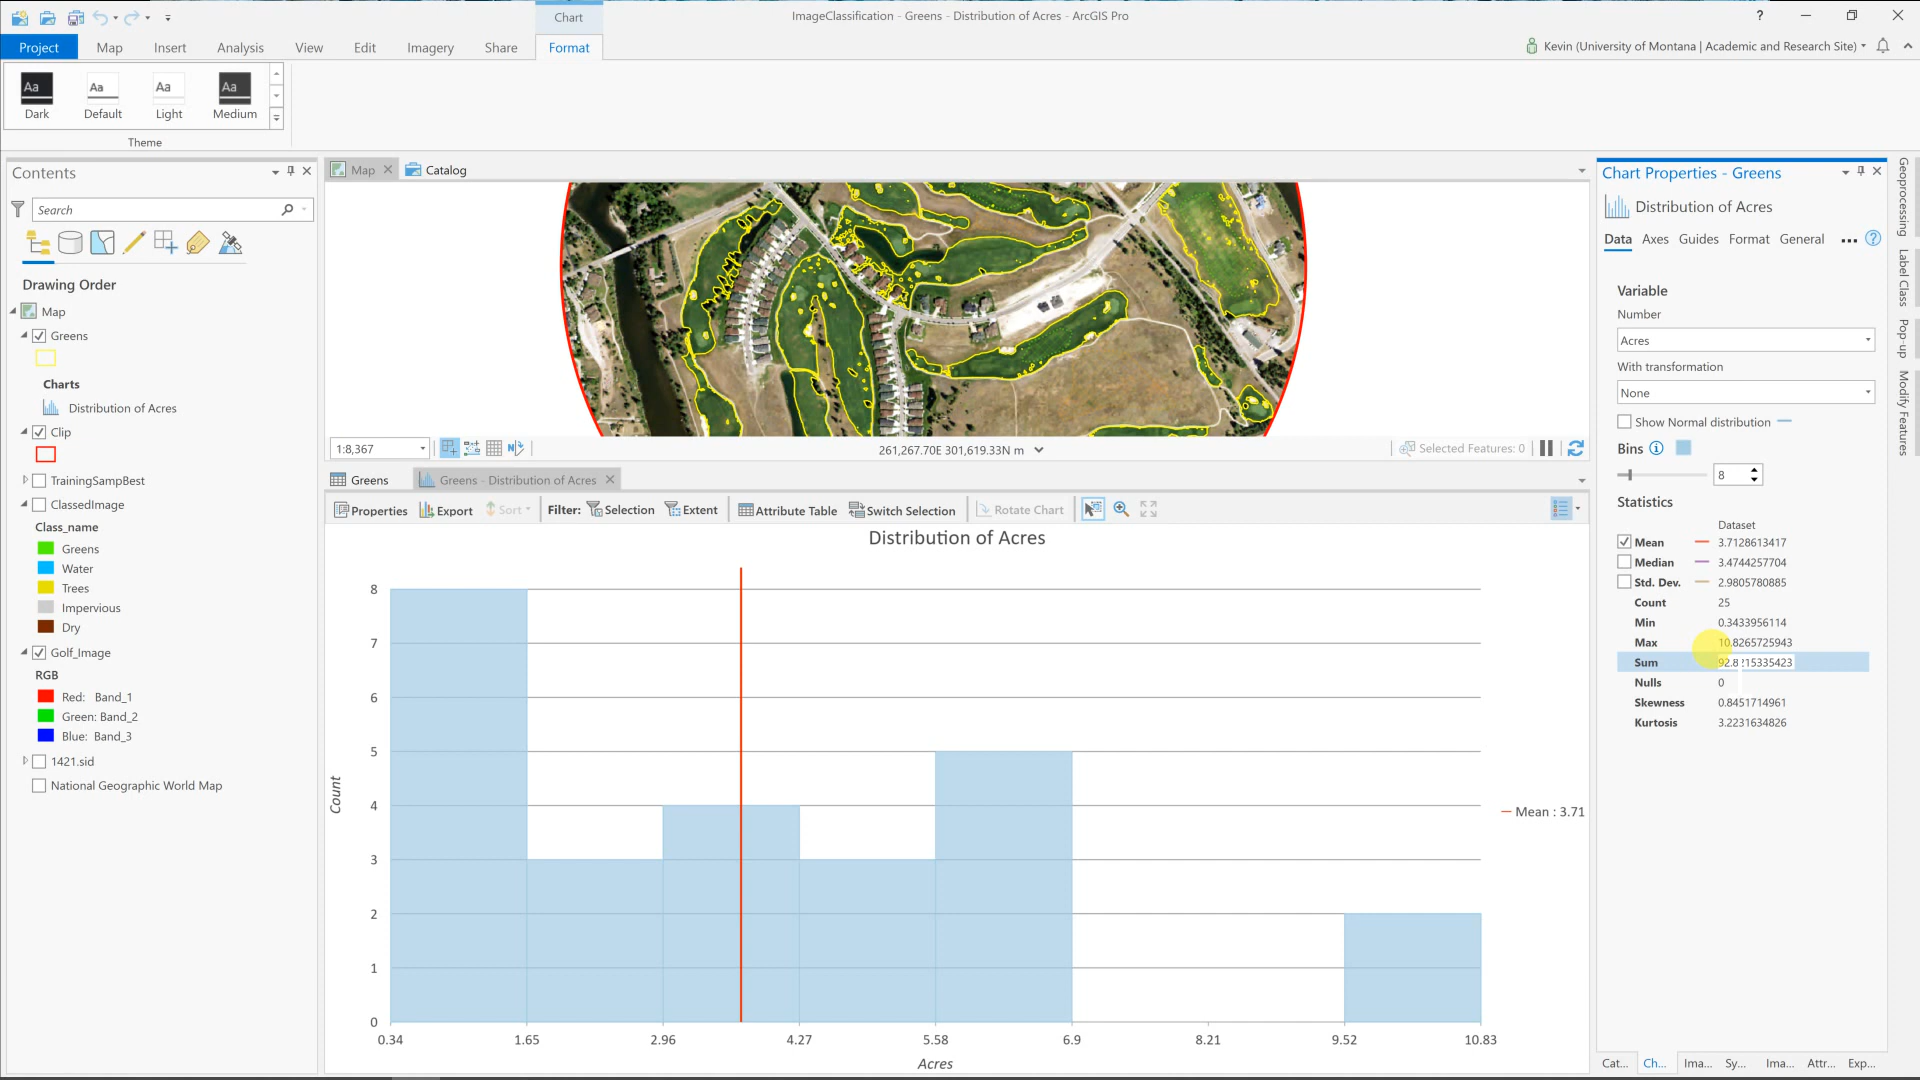 Chart
ImageClassification - Greens - Distribution of Acres - ArcGIS Pro
?
Project Map Insert Analysis View Edit Imagery Share Format
Kevin (University of Montana | Academic and Research Site)
Aa Aa Aa Aa
Dark Default Light Medium
Theme
Contents
Search
Drawing Order
Map
Greens
Charts
Distribution of Acres
Clip
TrainingSampBest
ClassedImage
Class_name
Greens
Water
Trees
Impervious
Dry
Golf_Image
RGB
Red: Band_1
Green: Band_2
Blue: Band_3
1421.sid
National Geographic World Map
Map Catalog
1:8,367
261,267.70E 301,619.33N m
Selected Features: 0
Greens Greens - Distribution of Acres
Properties Export Sort Filter: Selection Extent Attribute Table Switch Selection Rotate Chart
Distribution of Acres
8
7
6
5
4
3
2
1
0
Count
0.34 1.65 2.96 4.27 5.58 6.9 8.21 9.52 10.83
Acres
Mean : 3.71
Chart Properties - Greens
Distribution of Acres
Data Axes Guides Format General ... ?
Variable
Number
Acres
With transformation
None
Show Normal distribution
Bins
8
Statistics
Dataset
Mean 3.7128613417
Median 3.4744257704
Std. Dev. 2.9805780885
Count 25
Min 0.3433956114
Max 10.8265725943
Sum 92.8215335423
Nulls 0
Skewness 0.8451714961
Kurtosis 3.2231634826
Cat... Ch... Ima... Sy... Ima... Attr... Exp...
Geoprocessing
Label Class
Pop-up
Modify Features